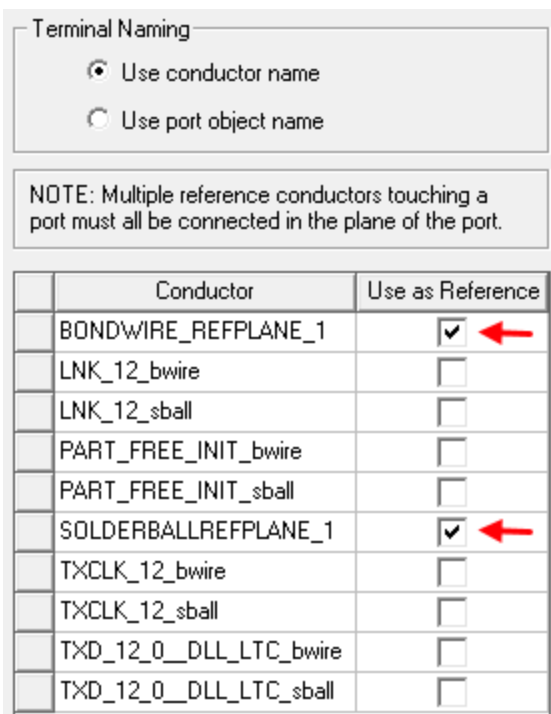 Terminal Naming
Use conductor name
Use port object name
NOTE: Multiple reference conductors touching a
port must all be connected in the plane of the port.
Conductor Use as Reference
BONDWIRE_REFPLANE_1
LNK_12_bwire
LNK_12_sball
PART_FREE_INIT_bwire
PART_FREE_INIT_sball
SOLDERBALLREFPLANE_1
TXCLK_12_bwire
TXCLK_12_sball
TXD_12_0__DLL_LTC_bwire
TXD_12_0__DLL_LTC_sball